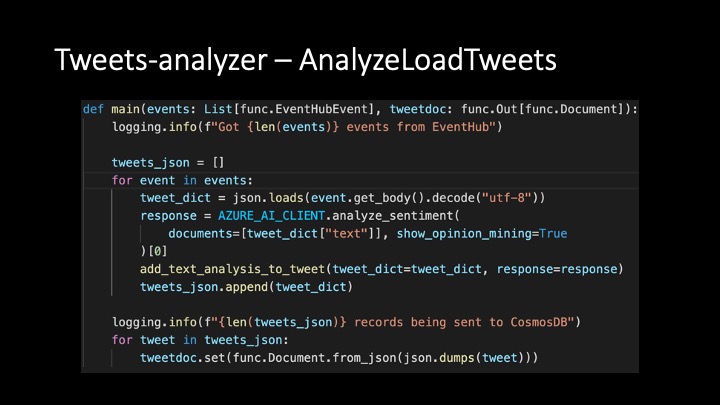 Tweets-analyzer – AnalyzeLoadTweets
def main(events: List[func.EventHubEvent], tweetdoc: func.Out[func.Document]):
    logging.info(f"Got {len(events)} events from EventHub")
    tweets_json = []
    for event in events:
        tweet_dict = json.loads(event.get_body().decode("utf-8"))
        response = AZURE_AI_CLIENT.analyze_sentiment(
            documents=[tweet_dict["text"]], show_opinion_mining=True
        )[0]
        add_text_analysis_to_tweet(tweet_dict=tweet_dict, response=response)
        tweets_json.append(tweet_dict)
    logging.info(f"{len(tweets_json)} records being sent to CosmosDB")
    for tweet in tweets_json:
        tweetdoc.set(func.Document.from_json(json.dumps(tweet)))